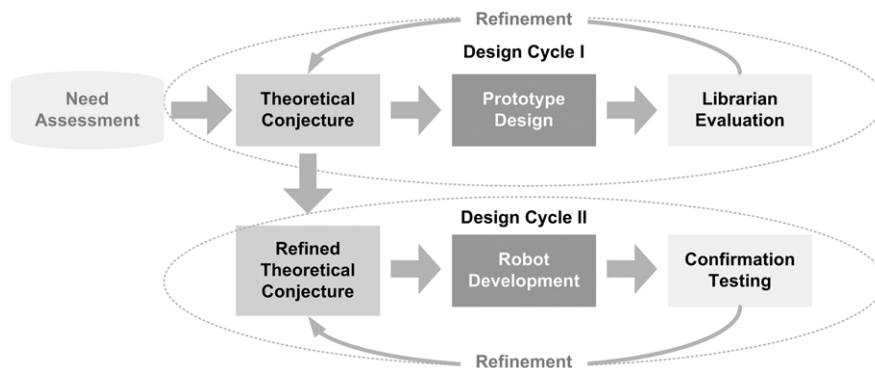 Refinement
Design Cycle I
Need
Assessment
Theoretical
Conjecture
Prototype
Design
Librarian
Evaluation
Design Cycle II
Refined
Theoretical
Conjecture
Robot
Development
Confirmation
Testing
Refinement